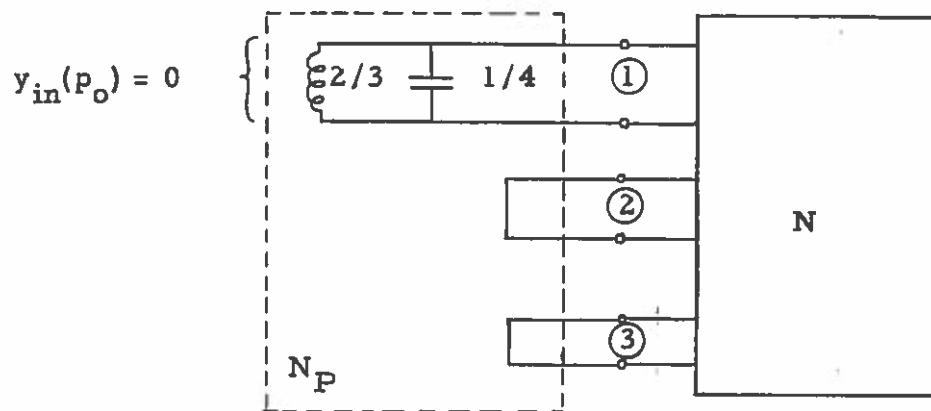 y_in(p_o) = 0
2/3
1/4
①
②
③
N
N_P